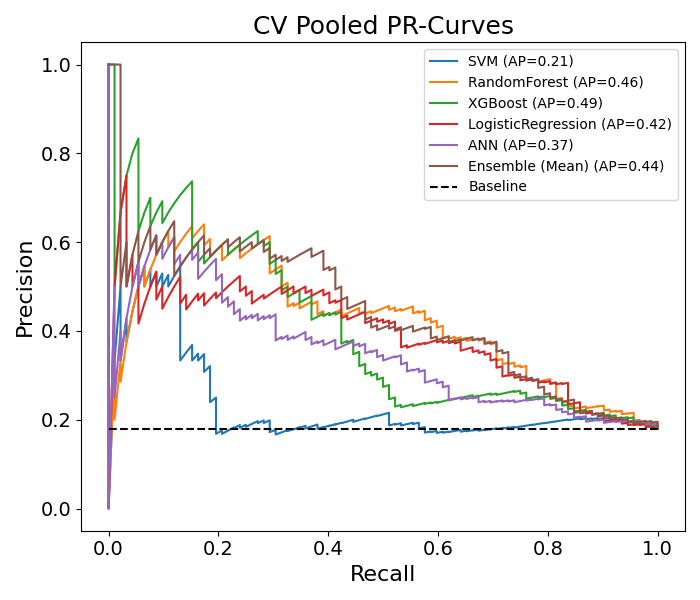 CV Pooled PR-Curves
SVM (AP=0.21)
RandomForest (AP=0.46)
XGBoost (AP=0.49)
LogisticRegression (AP=0.42)
ANN (AP=0.37)
Ensemble (Mean) (AP=0.44)
Baseline
Precision
1.0
0.8
0.6
0.4
0.2
0.0
0.0 0.2 0.4 0.6 0.8 1.0
Recall